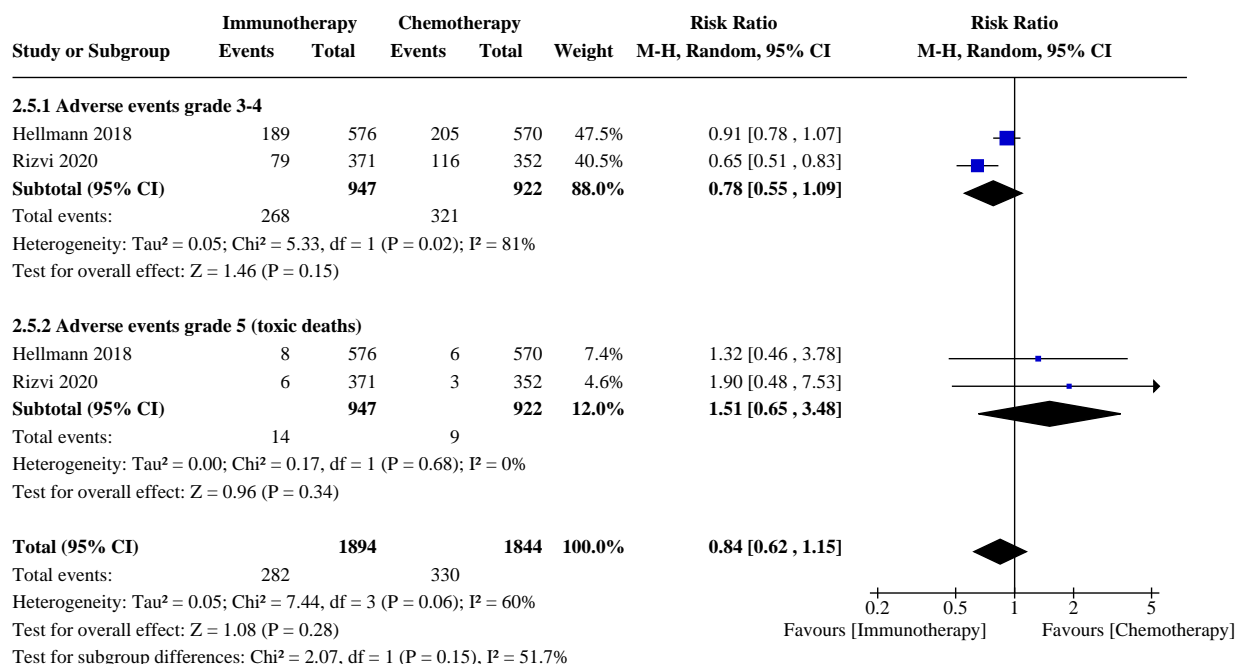 Immunotherapy Chemotherapy Risk Ratio Risk Ratio
Study or Subgroup Events Total Events Total Weight M-H, Random, 95% CI M-H, Random, 95% CI
2.5.1 Adverse events grade 3-4
Hellmann 2018 189 576 205 570 47.5% 0.91 [0.78 , 1.07]
Rizvi 2020 79 371 116 352 40.5% 0.65 [0.51 , 0.83]
Subtotal (95% CI) 947 922 88.0% 0.78 [0.55 , 1.09]
Total events: 268 321
Heterogeneity: Tau² = 0.05; Chi² = 5.33, df = 1 (P = 0.02); I² = 81%
Test for overall effect: Z = 1.46 (P = 0.15)
2.5.2 Adverse events grade 5 (toxic deaths)
Hellmann 2018 8 576 6 570 7.4% 1.32 [0.46 , 3.78]
Rizvi 2020 6 371 3 352 4.6% 1.90 [0.48 , 7.53]
Subtotal (95% CI) 947 922 12.0% 1.51 [0.65 , 3.48]
Total events: 14 9
Heterogeneity: Tau² = 0.00; Chi² = 0.17, df = 1 (P = 0.68); I² = 0%
Test for overall effect: Z = 0.96 (P = 0.34)
Total (95% CI) 1894 1844 100.0% 0.84 [0.62 , 1.15]
Total events: 282 330
Heterogeneity: Tau² = 0.05; Chi² = 7.44, df = 3 (P = 0.06); I² = 60%
Test for overall effect: Z = 1.08 (P = 0.28)
Test for subgroup differences: Chi² = 2.07, df = 1 (P = 0.15), I² = 51.7%
0.2 0.5 1 2 5
Favours [Immunotherapy] Favours [Chemotherapy]